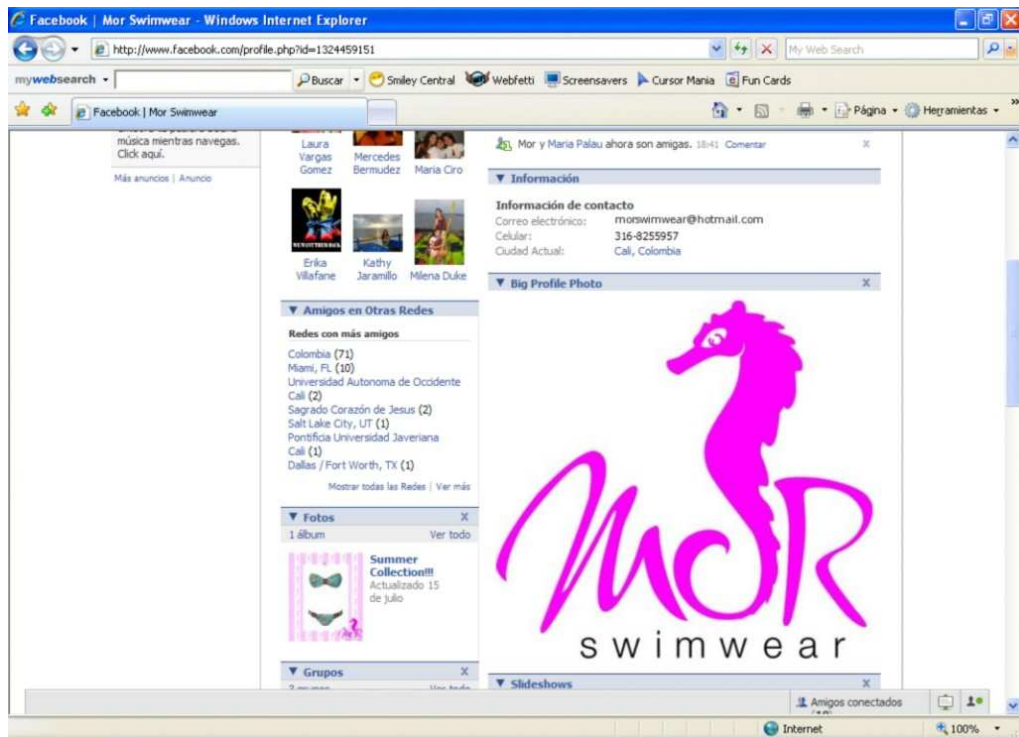 Facebook | Mor Swimwear - Windows Internet Explorer
http://www.facebook.com/profile.php?id=1324459151
My Web Search
mywebsearch
Buscar
Smiley Central
Webfetti
Screensavers
Cursor Mania
Fun Cards
Facebook | Mor Swimwear
Página
Herramientas
música mientras navegas.
Click aquí.
Más anuncios | Anuncio
Laura
Vargas
Gomez
Mercedes
Bermudez
Maria Ciro
Erika
Villafane
Kathy
Jaramillo
Milena Duke
Amigos en Otras Redes
Redes con más amigos
Colombia (71)
Miami, FL (10)
Universidad Autonoma de Occidente
Cali (2)
Sagrado Corazón de Jesus (2)
Salt Lake City, UT (1)
Pontificia Universidad Javeriana
Cali (1)
Dallas / Fort Worth, TX (1)
Mostrar todas las Redes | Ver más
Fotos X
1 álbum Ver todo
Summer
Collection!!!
Actualizado 15
de julio
Grupos X
Mor y Maria Palau ahora son amigas. 18:41 Comentar X
Información
Información de contacto
Correo electrónico: morswimwear@hotmail.com
Celular: 316-8255957
Ciudad Actual: Cali, Colombia
Big Profile Photo X
MOR
swimwear
Slideshows X
Amigos conectados
Internet
100%